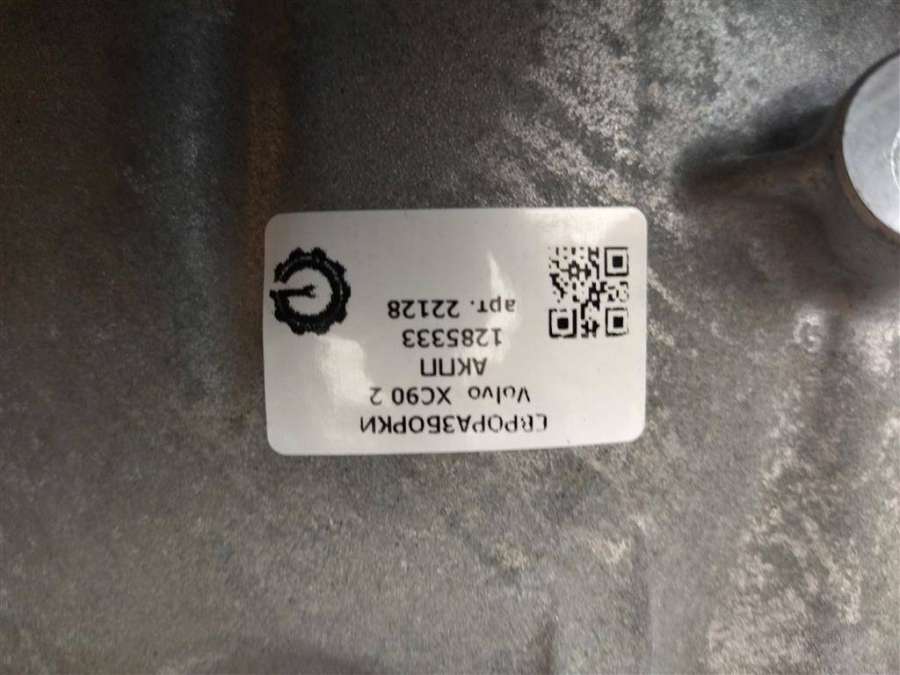 ЕВРОРАЗБОРКИ
Volvo XC90 2
АКПП
1285333
арт. 22128